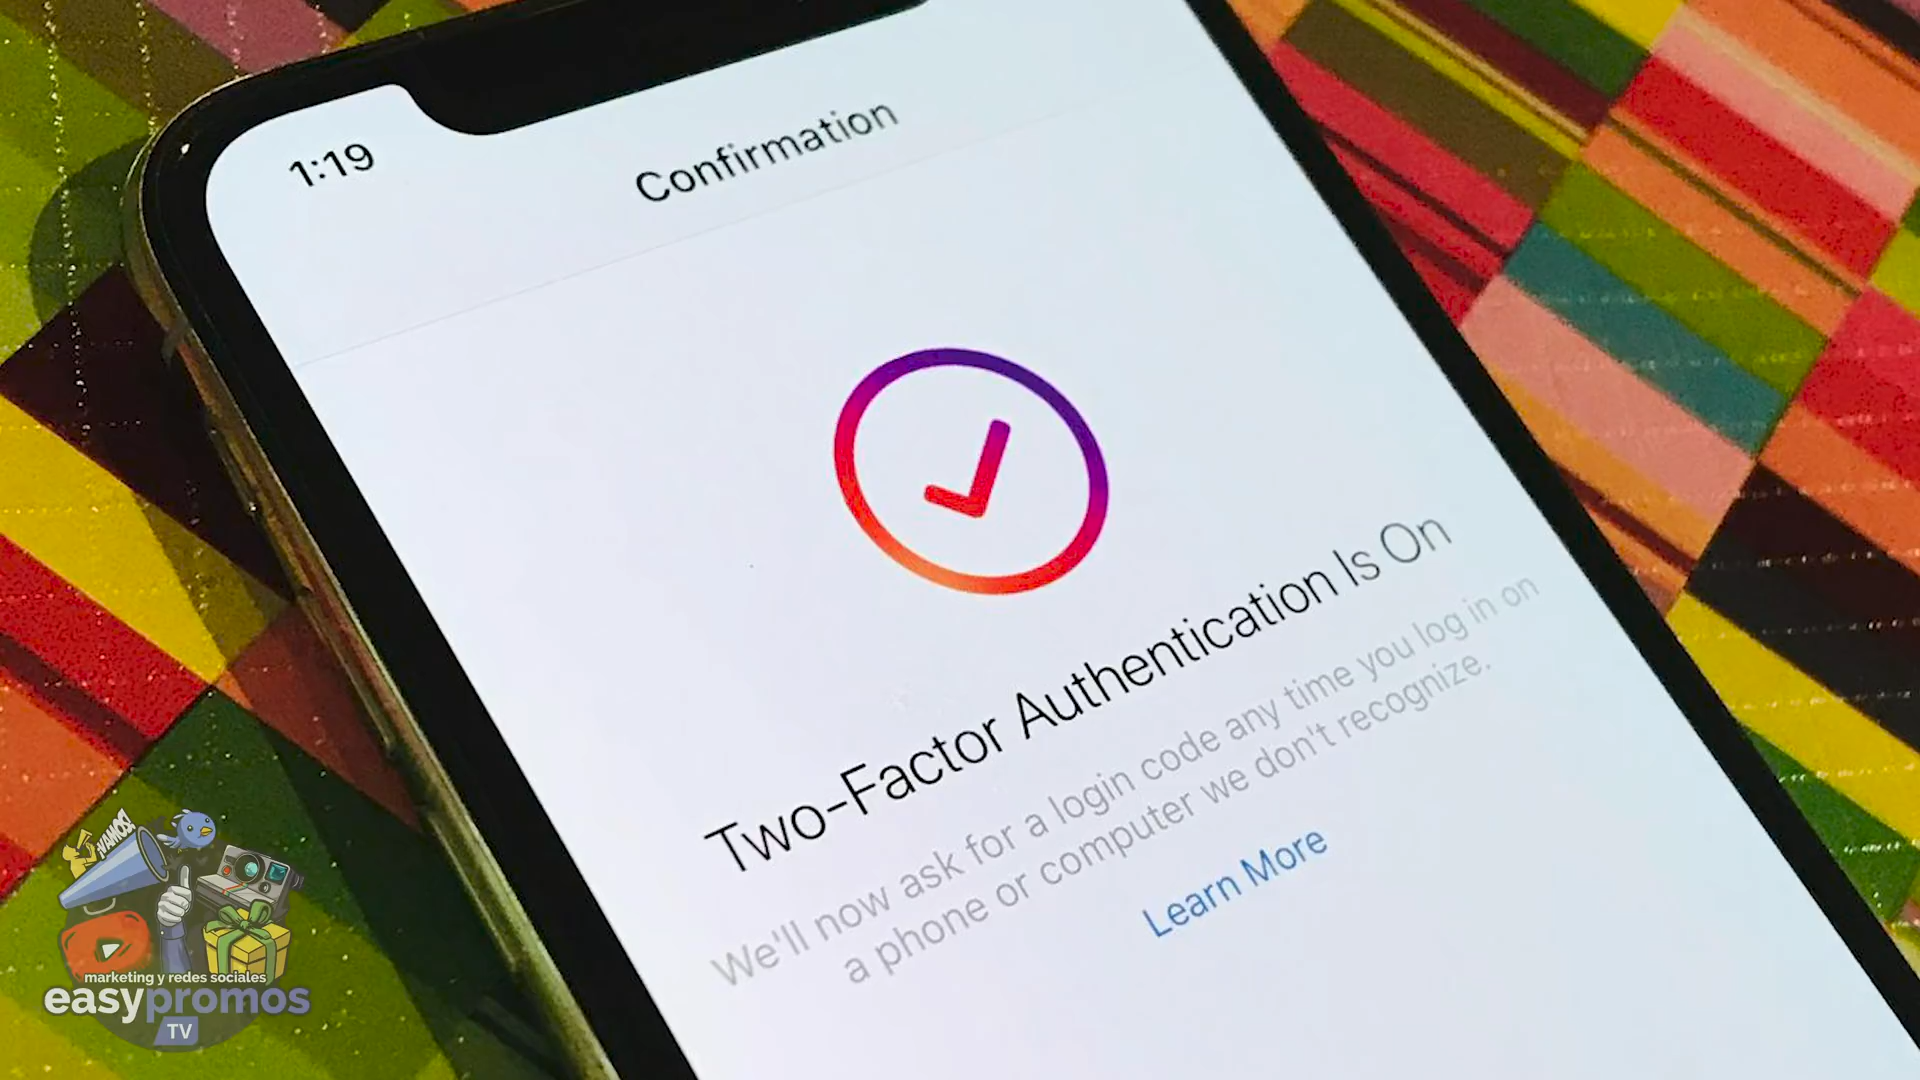 1:19
Confirmation
Two-Factor Authentication Is On
We'll now ask for a login code any time you log in on
a phone or computer we don't recognize.
Learn More
¡VAMOS!
marketing y redes sociales
easypromos
TV